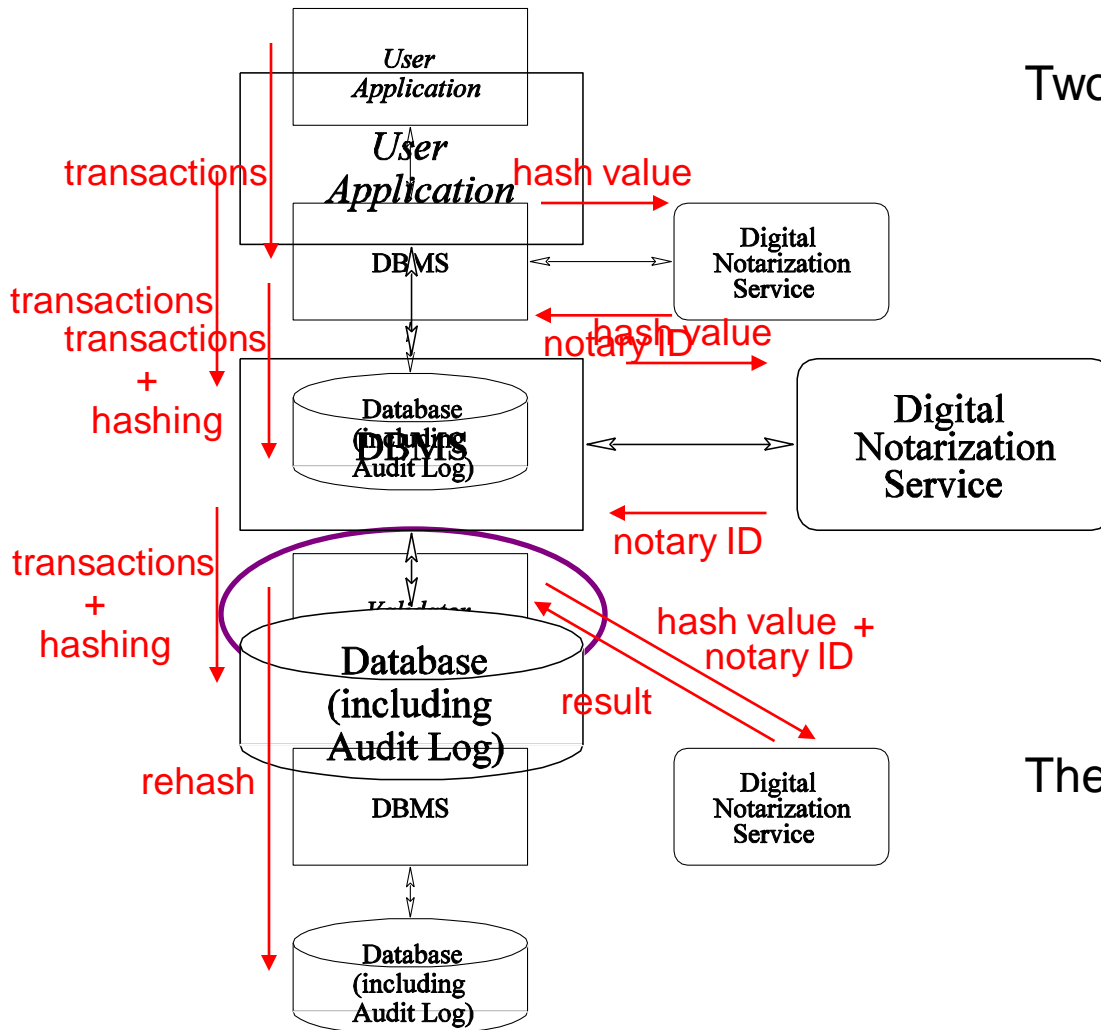 User
Application
Two
User
Application
transactions
hash value
Digital
Notarization
Service
DBMS
transactions
transactions
+
hashing
hash value
notary ID
Database
(including
Audit Log)
DBMS
Digital
Notarization
Service
notary ID
transactions
+
hashing
Validator
hash value +
notary ID
Database
(including
Audit Log)
result
rehash
DBMS
Digital
Notarization
Service
The
Database
(including
Audit Log)